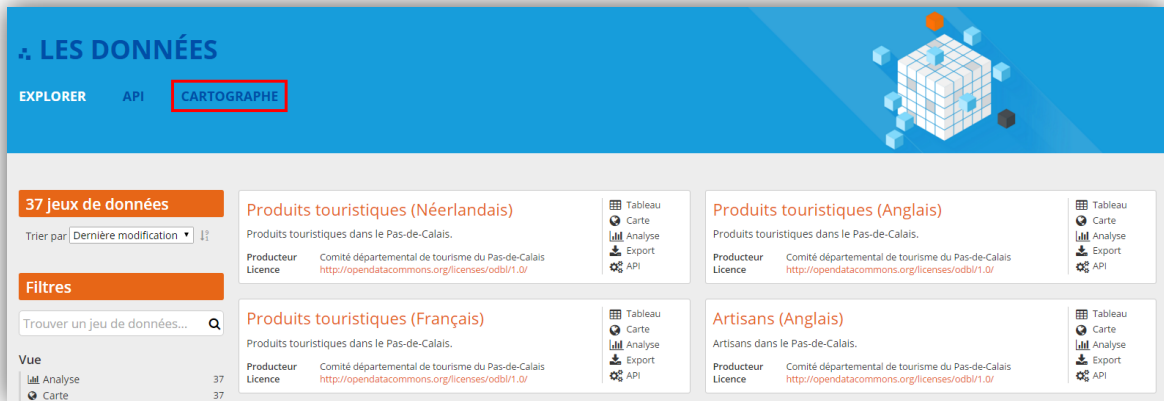 LES DONNÉES
EXPLORER API CARTOGRAPHE
37 jeux de données
Trier par Dernière modification
Filtres
Trouver un jeu de données...
Vue
Analyse 37
Carte 37
Produits touristiques (Néerlandais)
Produits touristiques dans le Pas-de-Calais.
Producteur Comité départemental de tourisme du Pas-de-Calais
Licence http://opendatacommons.org/licenses/odbl/1.0/
Tableau
Carte
Analyse
Export
API
Produits touristiques (Anglais)
Produits touristiques dans le Pas-de-Calais.
Producteur Comité départemental de tourisme du Pas-de-Calais
Licence http://opendatacommons.org/licenses/odbl/1.0/
Tableau
Carte
Analyse
Export
API
Produits touristiques (Français)
Produits touristiques dans le Pas-de-Calais.
Producteur Comité départemental de tourisme du Pas-de-Calais
Licence http://opendatacommons.org/licenses/odbl/1.0/
Tableau
Carte
Analyse
Export
API
Artisans (Anglais)
Artisans dans le Pas-de-Calais.
Producteur Comité départemental de tourisme du Pas-de-Calais
Licence http://opendatacommons.org/licenses/odbl/1.0/
Tableau
Carte
Analyse
Export
API